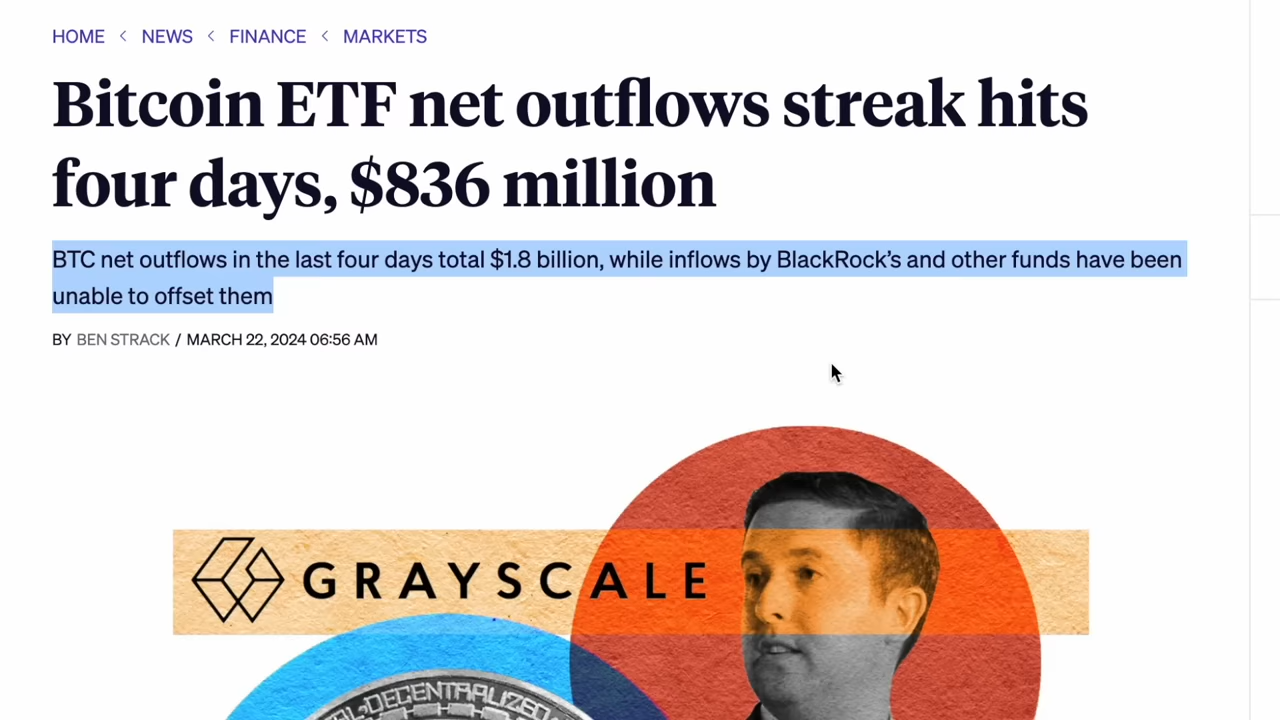 HOME < NEWS < FINANCE < MARKETS
Bitcoin ETF net outflows streak hits
four days, $836 million
BTC net outflows in the last four days total $1.8 billion, while inflows by BlackRock’s and other funds have been
unable to offset them
BY BEN STRACK / MARCH 22, 2024 06:56 AM
GRAYSCALE
DECENTRALIZED